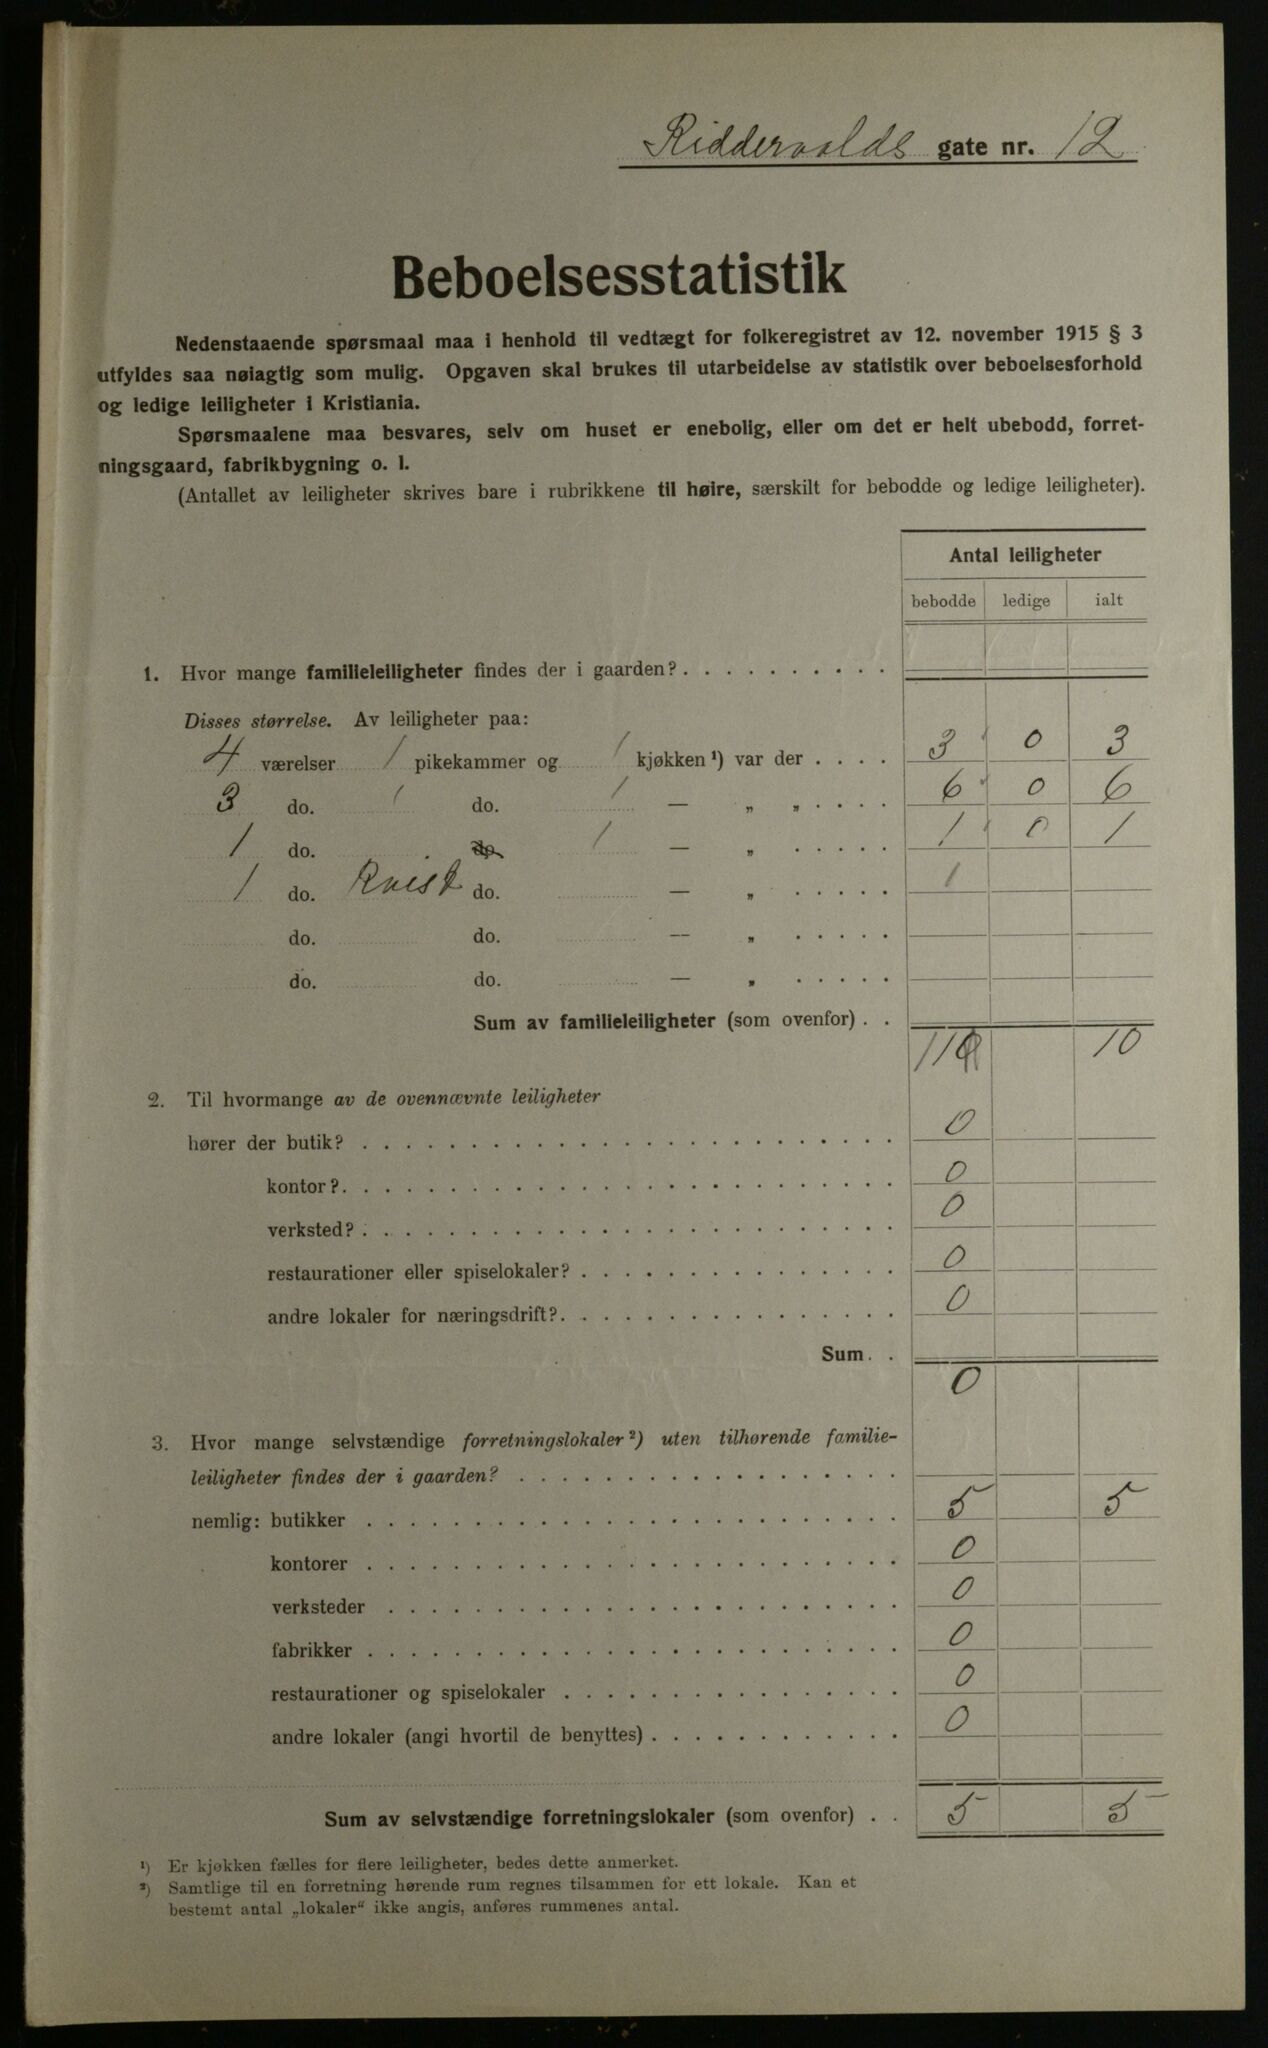 Riddervolds gate nr. 12
Beboelsesstatistik
Nedenstaaende spørsmaal maa i henhold til vedtægt for folkeregistret av 12. november 1915 § 3
utfyldes saa nøiagtig som mulig. Opgaven skal brukes til utarbeidelse av statistik over beboelsesforhold
og ledige leiligheter i Kristiania.
Spørsmaalene maa besvares, selv om huset er enebolig, eller om det er helt ubebodd, forret-
ningsgaard, fabrikbygning o. l.
(Antallet av leiligheter skrives bare i rubrikkene til høire, særskilt for bebodde og ledige leiligheter).
Antal leiligheter
bebodde ledige ialt
1. Hvor mange familieleiligheter findes der i gaarden? . . . . . . . . . .
Disses størrelse. Av leiligheter paa:
4 værelser 1 pikekammer og 1 kjøkken ¹) var der . . . . 3 0 3
3 do. 1 do. 1 — „ „ . . . . . 6 0 6
1 do. do. 1 — „ . . . . . 1 0 1
1 do. Kvist do. — „ . . . . . 1
do. do. — „ . . . . .
do. do. — „ . . . . .
Sum av familieleiligheter (som ovenfor) . . 11 10
2. Til hvormange av de ovennævnte leiligheter
hører der butik? . . . . . 0
kontor? . . . . . 0
verksted? . . . . . 0
restaurationer eller spiselokaler? . . . . . 0
andre lokaler for næringsdrift? . . . . . 0
Sum . . 0
3. Hvor mange selvstændige forretningslokaler ²) uten tilhørende familie-
leiligheter findes der i gaarden? . . . . .
nemlig: butikker . . . . . 5 5
kontorer . . . . . 0
verksteder . . . . . 0
fabrikker . . . . . 0
restaurationer og spiselokaler . . . . . 0
andre lokaler (angi hvortil de benyttes) . . . . . 0
Sum av selvstændige forretningslokaler (som ovenfor) . . 5 5
¹) Er kjøkken fælles for flere leiligheter, bedes dette anmerket.
²) Samtlige til en forretning hørende rum regnes tilsammen for ett lokale. Kan et
bestemt antal „lokaler“ ikke angis, anføres rummenes antal.